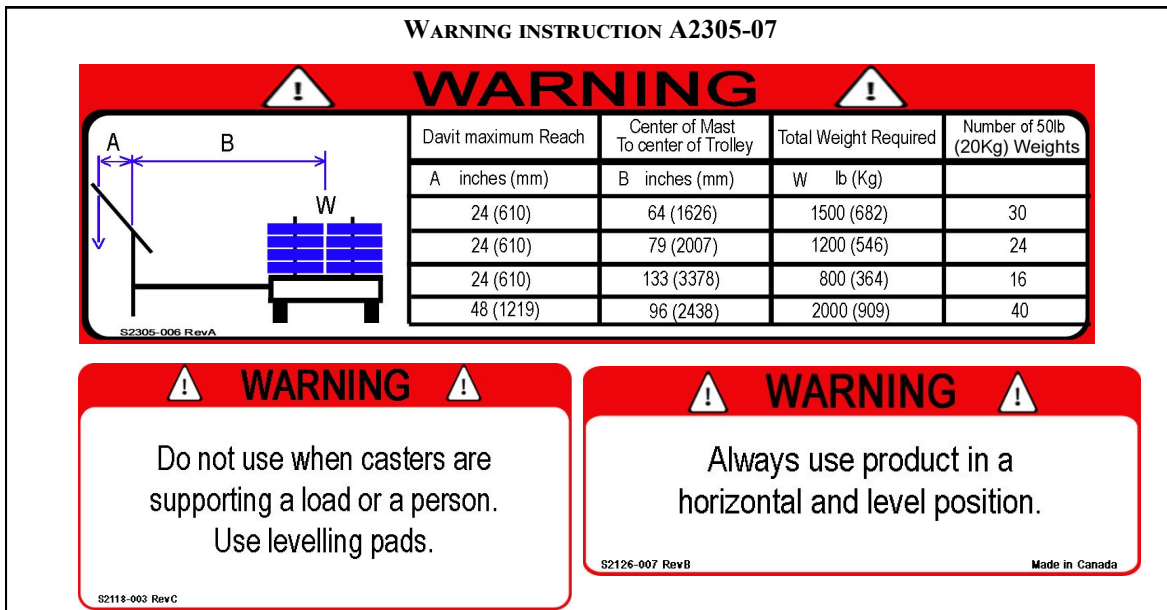 WARNING INSTRUCTION A2305-07
! WARNING !
A B
W
S2305-006 RevA
Davit maximum Reach Center of Mast To center of Trolley Total Weight Required Number of 50lb (20Kg) Weights
A inches (mm) B inches (mm) W lb (Kg)
24 (610) 64 (1626) 1500 (682) 30
24 (610) 79 (2007) 1200 (546) 24
24 (610) 133 (3378) 800 (364) 16
48 (1219) 96 (2438) 2000 (909) 40
! WARNING !
Do not use when casters are
supporting a load or a person.
Use levelling pads.
S2118-003 RevC
! WARNING !
Always use product in a
horizontal and level position.
S2126-007 RevB Made in Canada